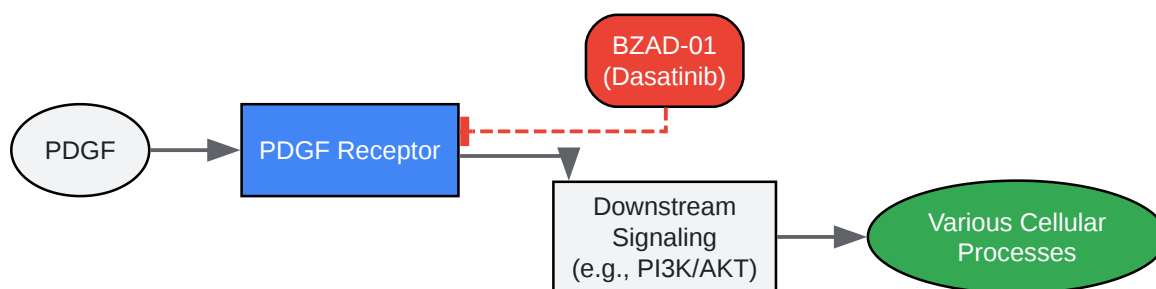 BZAD-01
(Dasatinib)
PDGF
PDGF Receptor
Downstream
Signaling
(e.g., PI3K/AKT)
Various Cellular
Processes